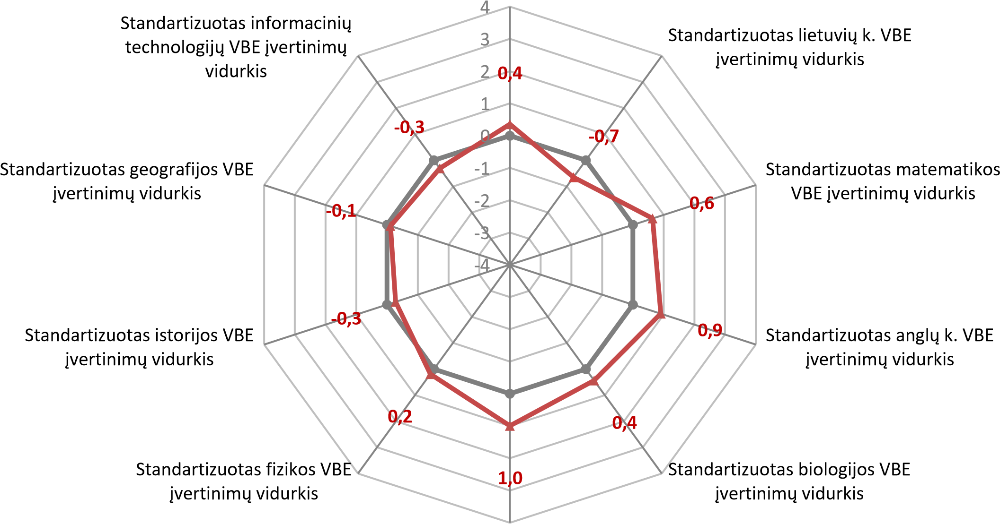 4
3
2
1
0
-1
-2
-3
-4
0,4
Standartizuotas lietuvių k. VBE
įvertinimų vidurkis
-0,7
Standartizuotas matematikos
VBE įvertinimų vidurkis
0,6
Standartizuotas anglų k. VBE
įvertinimų vidurkis
0,9
Standartizuotas biologijos VBE
įvertinimų vidurkis
0,4
1,0
Standartizuotas fizikos VBE
įvertinimų vidurkis
0,2
Standartizuotas istorijos VBE
įvertinimų vidurkis
-0,3
Standartizuotas geografijos VBE
įvertinimų vidurkis
-0,1
Standartizuotas informacinių
technologijų VBE įvertinimų
vidurkis
-0,3